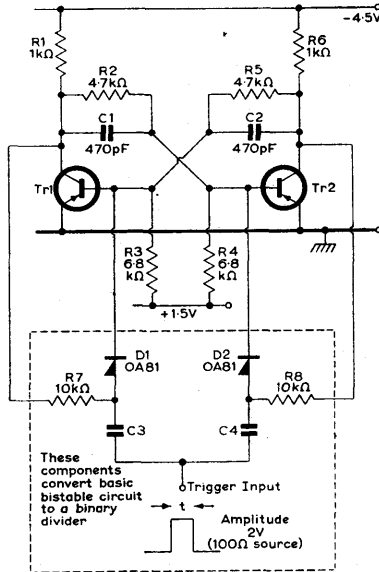 -4.5V
R1
1kΩ
R6
1kΩ
R2
4.7kΩ
R5
4.7kΩ
C1
470pF
C2
470pF
Tr1
Tr2
R3
6.8
kΩ
R4
6.8
kΩ
+1.5V
D1
OA81
D2
OA81
R7
10kΩ
R8
10kΩ
C3
C4
These
components
convert basic
bistable circuit
to a binary
divider
Trigger Input
t
Amplitude
2V
(100Ω source)